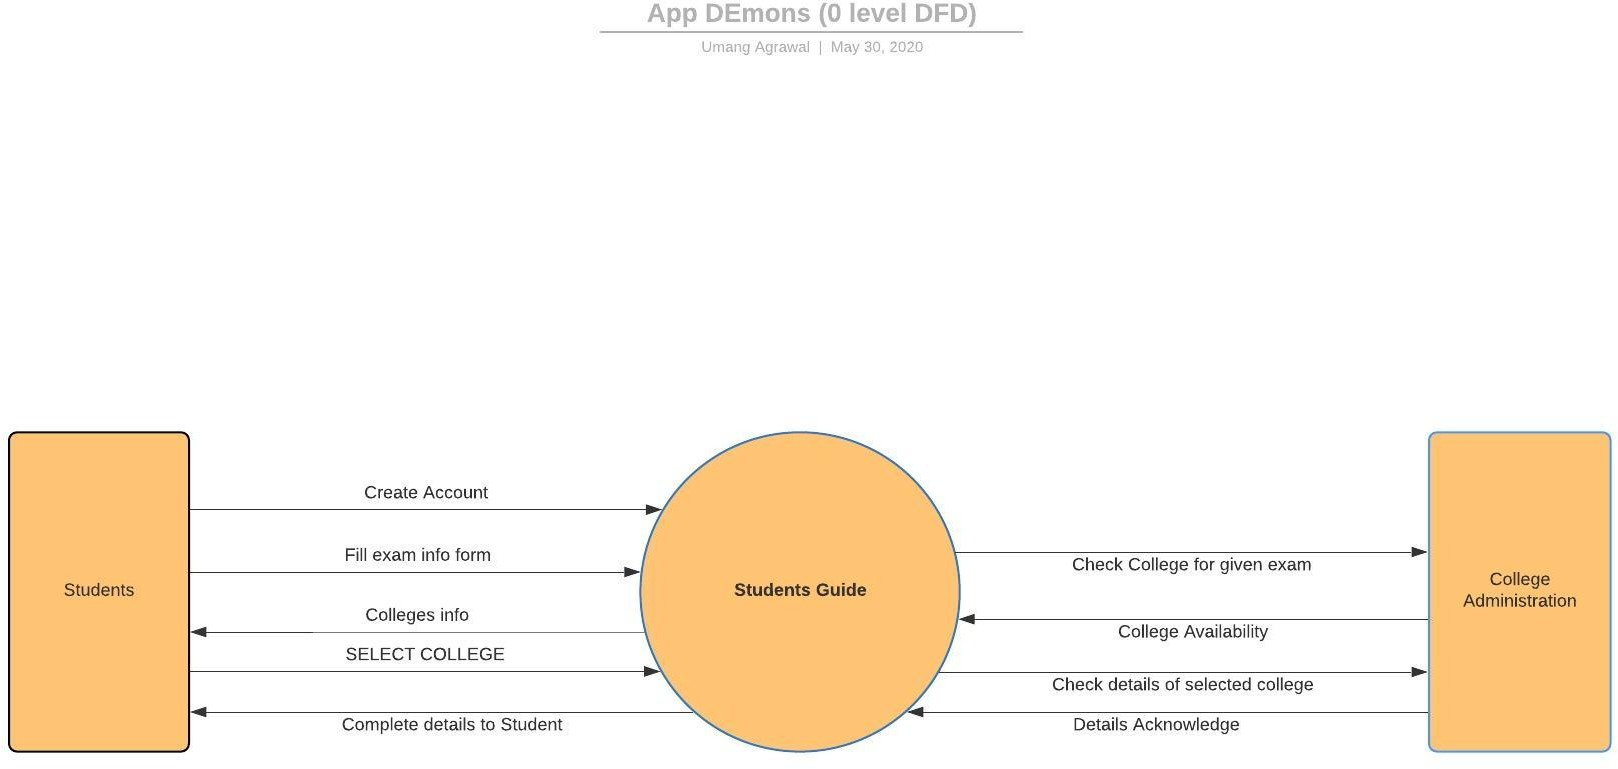 App DEmons (0 level DFD)
Umang Agrawal | May 30, 2020
Create Account
Fill exam info form
Check College for given exam
College
Students
Students Guide
Administration
Colleges info
College Availability
SELECT COLLEGE
Check details of selected college
Complete details to Student
Details Acknowledge